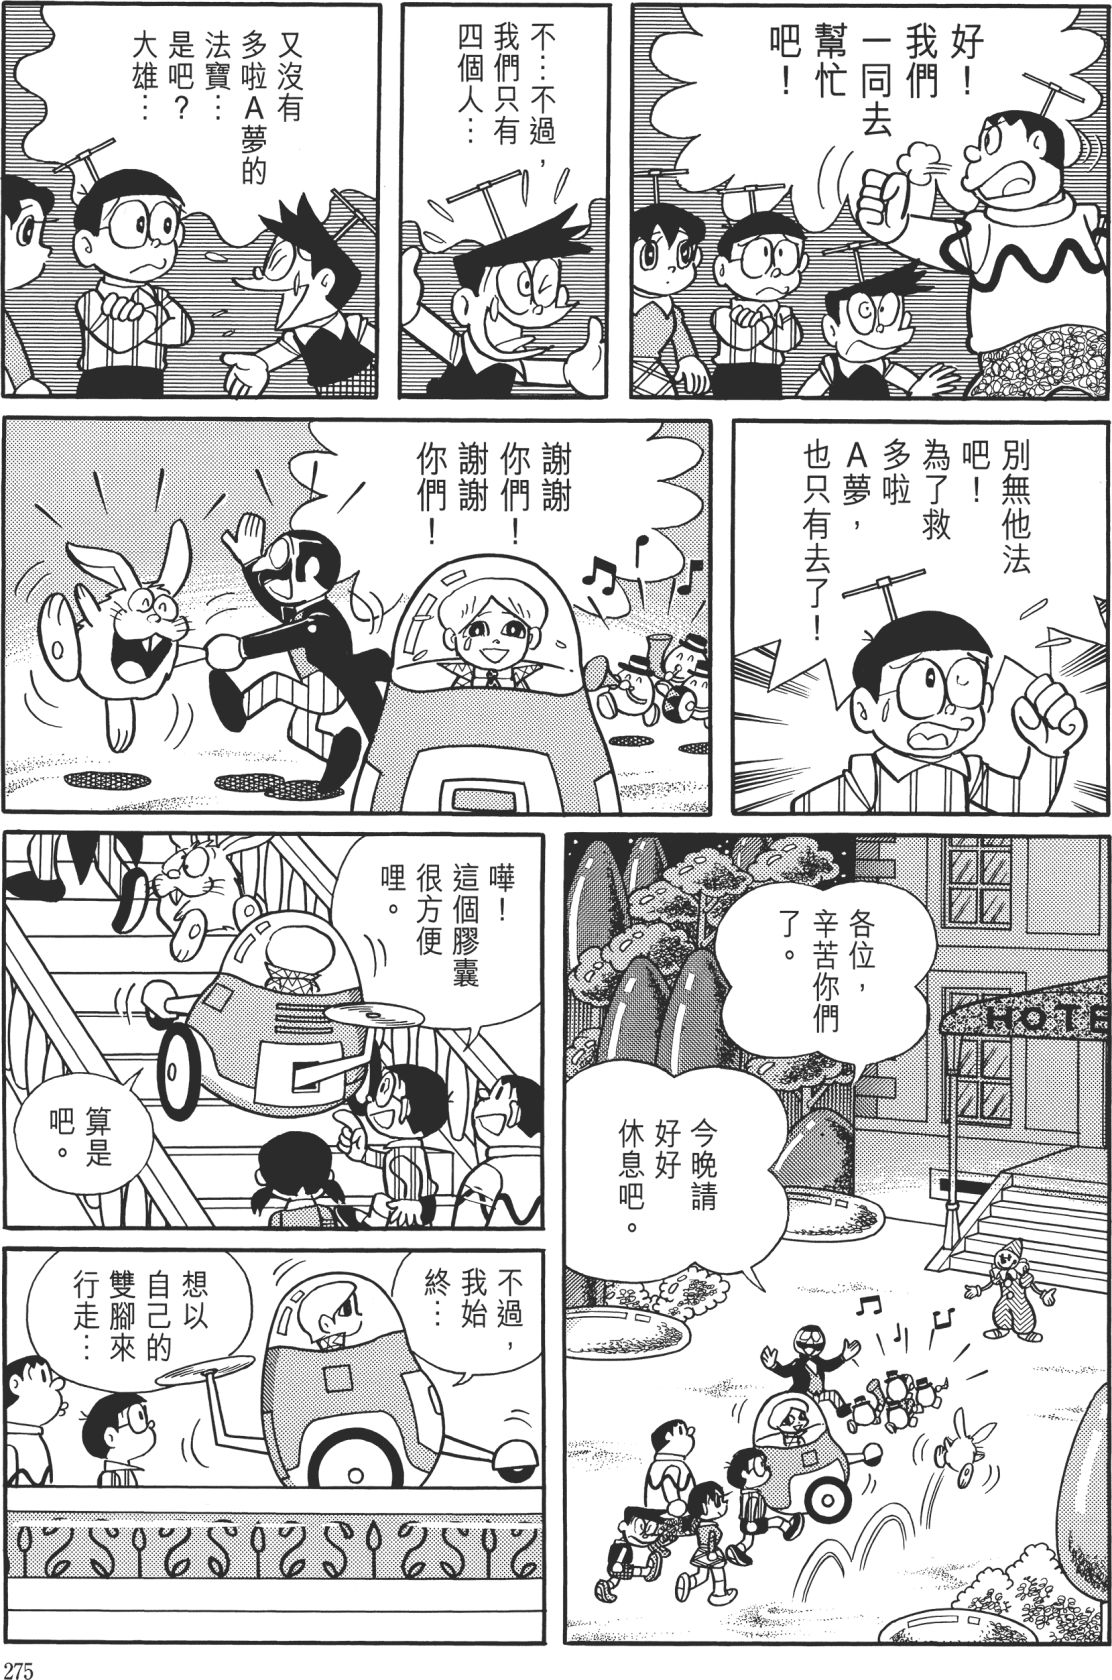 好！
我們
一同去
幫忙
吧！
不…不過，
我們只有
四個人…
又沒有
多啦A夢的
法寶…
是吧？
大雄…
別無他法
吧！
為了救
多啦
A夢，
也只有去了！
謝謝
你們！
謝謝
你們！
各位，
辛苦你們
了。
今晚請
好好
休息吧。
HOTE
嘩！
這個膠囊
很方便
哩。
算是
吧。
不過，
我始
終…
想以
自己的
雙腳來
行走…
275